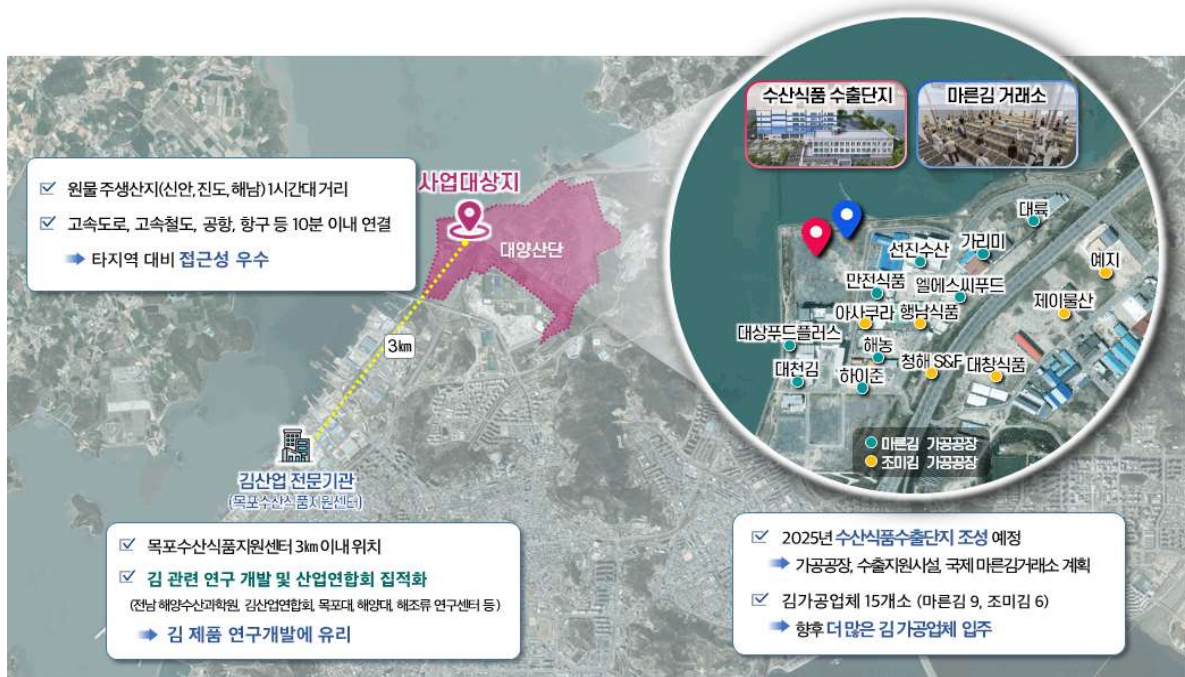 수산식품 수출단지
마른김 거래소
원물 주생산지(신안,진도,해남) 1시간대 거리
고속도로, 고속철도, 공항, 항구 등 10분 이내 연결
타지역 대비 접근성 우수
사업대상지
대양산단
3km
김산업 전문기관
(목포수산식품지원센터)
대륙
선진수산
가리미
예지
만전식품
엘에스씨푸드
제이물산
아사쿠라
행남식품
대상푸드플러스
해농
대천김
하이준
청해 S&F
대창식품
마른김 가공공장
조미김 가공공장
목포수산식품지원센터 3km 이내 위치
김 관련 연구 개발 및 산업연합회 집적화
(전남 해양수산과학원, 김산업연합회, 목포대, 해양대, 해조류 연구센터 등)
김 제품 연구개발에 유리
2025년 수산식품수출단지 조성 예정
가공공장, 수출지원시설, 국제 마른김거래소 계획
김가공업체 15개소 (마른김 9, 조미김 6)
향후 더 많은 김 가공업체 입주